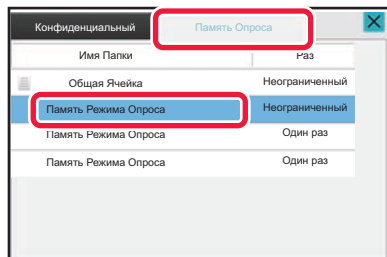 Конфиденциальный Память Опроса
Имя Папки Раз
Общая Ячейка Неограниченный
Память Режима Опроса Неограниченный
Память Режима Опроса Один раз
Память Режима Опроса Один раз